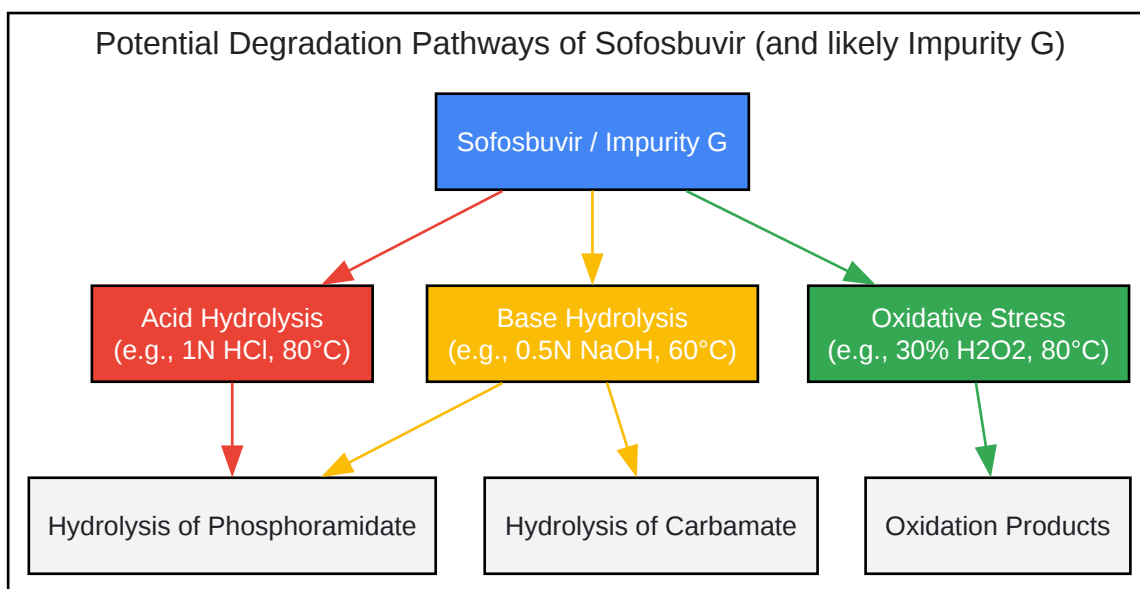 Potential Degradation Pathways of Sofosbuvir (and likely Impurity G)
Sofosbuvir / Impurity G
Acid Hydrolysis
(e.g., 1N HCl, 80°C)
Base Hydrolysis
(e.g., 0.5N NaOH, 60°C)
Oxidative Stress
(e.g., 30% H2O2, 80°C)
Hydrolysis of Phosphoramidate
Hydrolysis of Carbamate
Oxidation Products